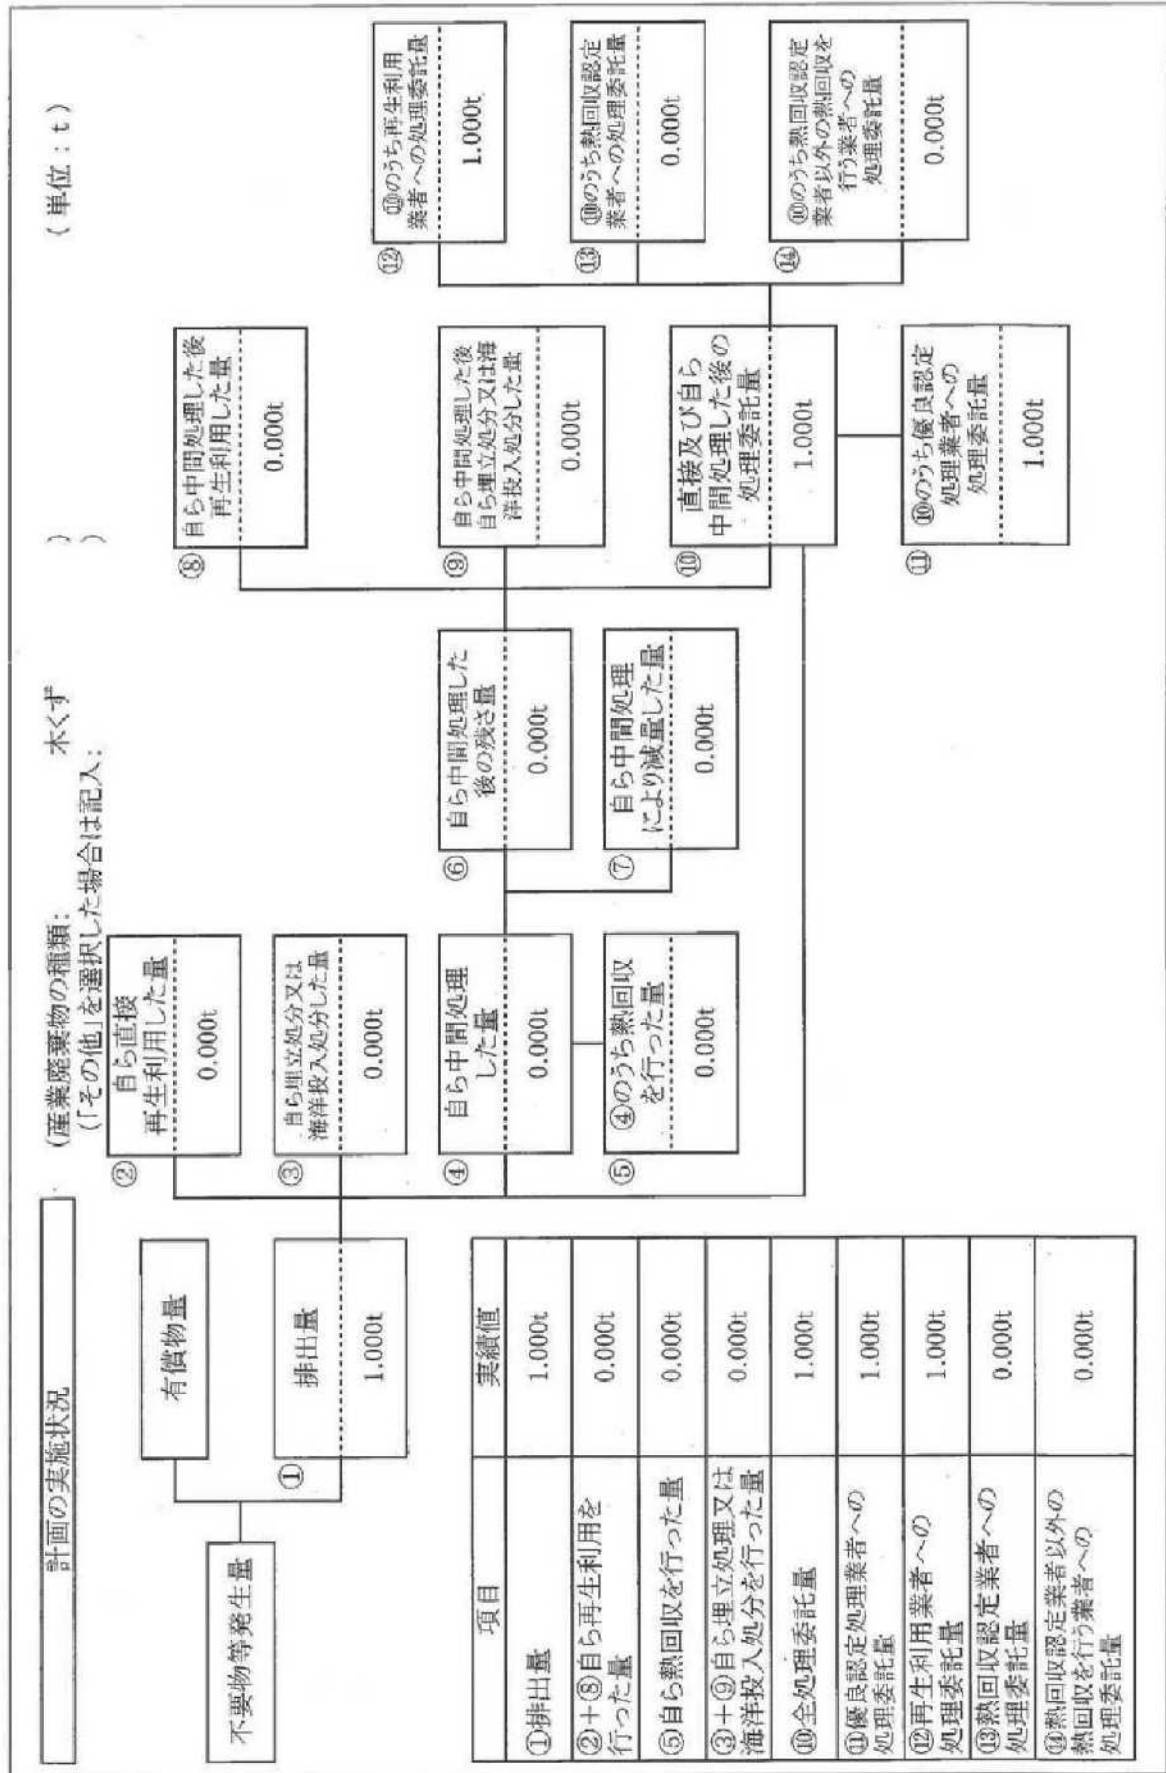 計画の実施状況
(産業廃棄物の種類: 木くず )
(「その他」を選択した場合は記入: )
(単位:t)
不要物等発生量
有償物量
①
排出量
1.000t
②
自ら直接
再生利用した量
0.000t
③
自ら埋立処分又は
海洋投入処分した量
0.000t
④
自ら中間処理
した量
0.000t
⑤
④のうち熱回収
を行った量
0.000t
⑥
自ら中間処理した
後の残さ量
0.000t
⑦
自ら中間処理
により減量した量
0.000t
⑧
自ら中間処理した後
再生利用した量
0.000t
⑨
自ら中間処理した後
自ら埋立処分又は海
洋投入処分した量
0.000t
⑩
直接及び自ら
中間処理した後の
処理委託量
1.000t
⑪
⑩のうち優良認定
処理業者への
処理委託量
1.000t
⑫
⑩のうち再生利用
業者への処理委託量
1.000t
⑬
⑩のうち熱回収認定
業者への処理委託量
0.000t
⑭
⑩のうち熱回収認定
業者以外の熱回収を
行う業者への
処理委託量
0.000t
項目 実績値
①排出量 1.000t
②+⑧自ら再生利用を
行った量 0.000t
⑤自ら熱回収を行った量 0.000t
③+⑨自ら埋立処理又は
海洋投入処分を行った量 0.000t
⑩全処理委託量 1.000t
⑪優良認定処理業者への
処理委託量 1.000t
⑫再生利用業者への
処理委託量 1.000t
⑬熱回収認定業者への
処理委託量 0.000t
⑭熱回収認定業者以外の
熱回収を行う業者への
処理委託量 0.000t